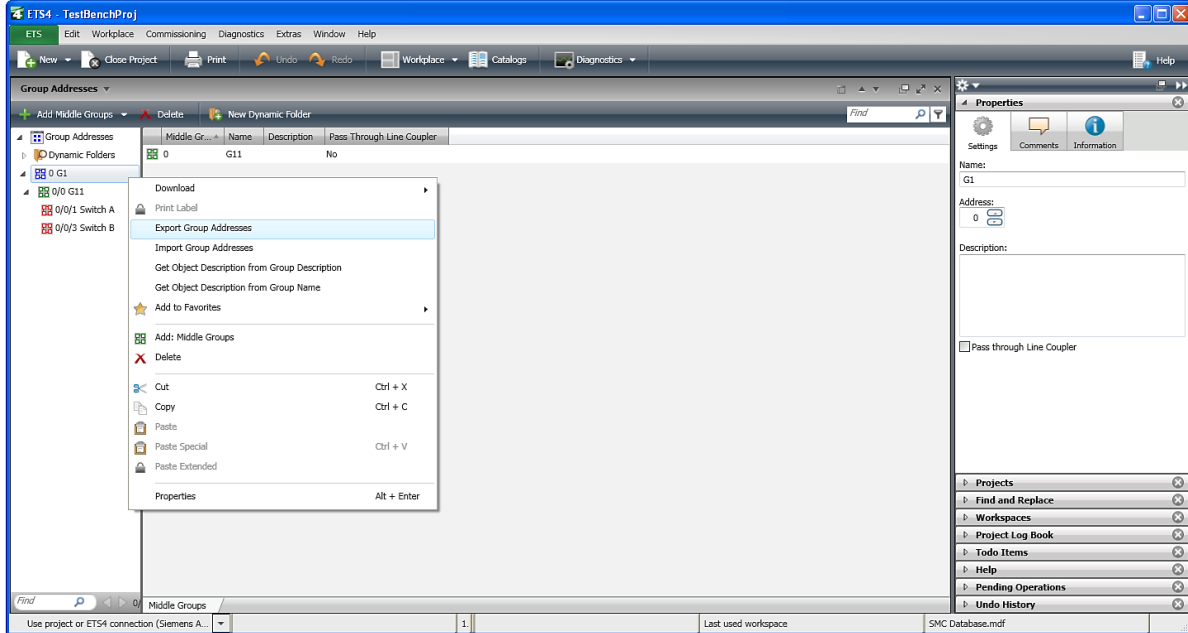 ETS4 - TestBenchProj
ETS Edit Workplace Commissioning Diagnostics Extras Window Help
New Close Project Print Undo Redo Workplace Catalogs Diagnostics Help
Group Addresses
Add Middle Groups Delete New Dynamic Folder Find
Group Addresses
Dynamic Folders
0 G1
0/0 G11
0/0/1 Switch A
0/0/3 Switch B
Middle Gr... Name Description Pass Through Line Coupler
0 G11 No
Download
Print Label
Export Group Addresses
Import Group Addresses
Get Object Description from Group Description
Get Object Description from Group Name
Add to Favorites
Add: Middle Groups
Delete
Cut Ctrl + X
Copy Ctrl + C
Paste
Paste Special Ctrl + V
Paste Extended
Properties Alt + Enter
Properties
Settings Comments Information
Name:
G1
Address:
0
Description:
Pass through Line Coupler
Projects
Find and Replace
Workspaces
Project Log Book
Todo Items
Help
Pending Operations
Undo History
Find 0/
Middle Groups
Use project or ETS4 connection (Siemens A... 1. Last used workspace SMC Database.mdf